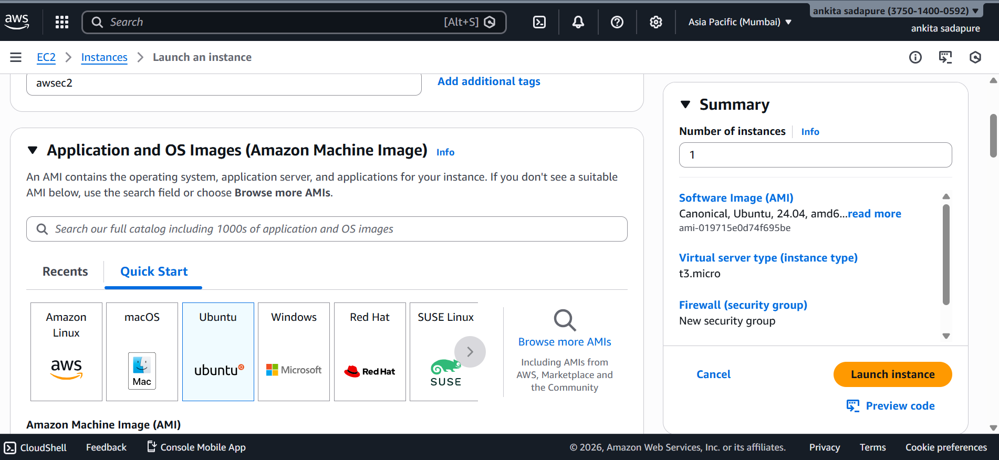 ankita sadapure (3750-1400-0592)
aws
Search
[Alt+S]
Asia Pacific (Mumbai)
ankita sadapure
EC2 > Instances > Launch an instance
awsec2
Add additional tags
Application and OS Images (Amazon Machine Image) Info
An AMI contains the operating system, application server, and applications for your instance. If you don't see a suitable
AMI below, use the search field or choose Browse more AMIs.
Search our full catalog including 1000s of application and OS images
Recents
Quick Start
Amazon
Linux
aws
macOS
Mac
Ubuntu
ubuntu
Windows
Microsoft
Red Hat
Red Hat
SUSE Linux
SUSE
Browse more AMIs
Including AMIs from
AWS, Marketplace and
the Community
Amazon Machine Image (AMI)
Summary
Number of instances Info
1
Software Image (AMI)
Canonical, Ubuntu, 24.04, amd6...read more
ami-019715e0d74f695be
Virtual server type (instance type)
t3.micro
Firewall (security group)
New security group
Cancel
Launch instance
Preview code
CloudShell
Feedback
Console Mobile App
© 2026, Amazon Web Services, Inc. or its affiliates.
Privacy
Terms
Cookie preferences